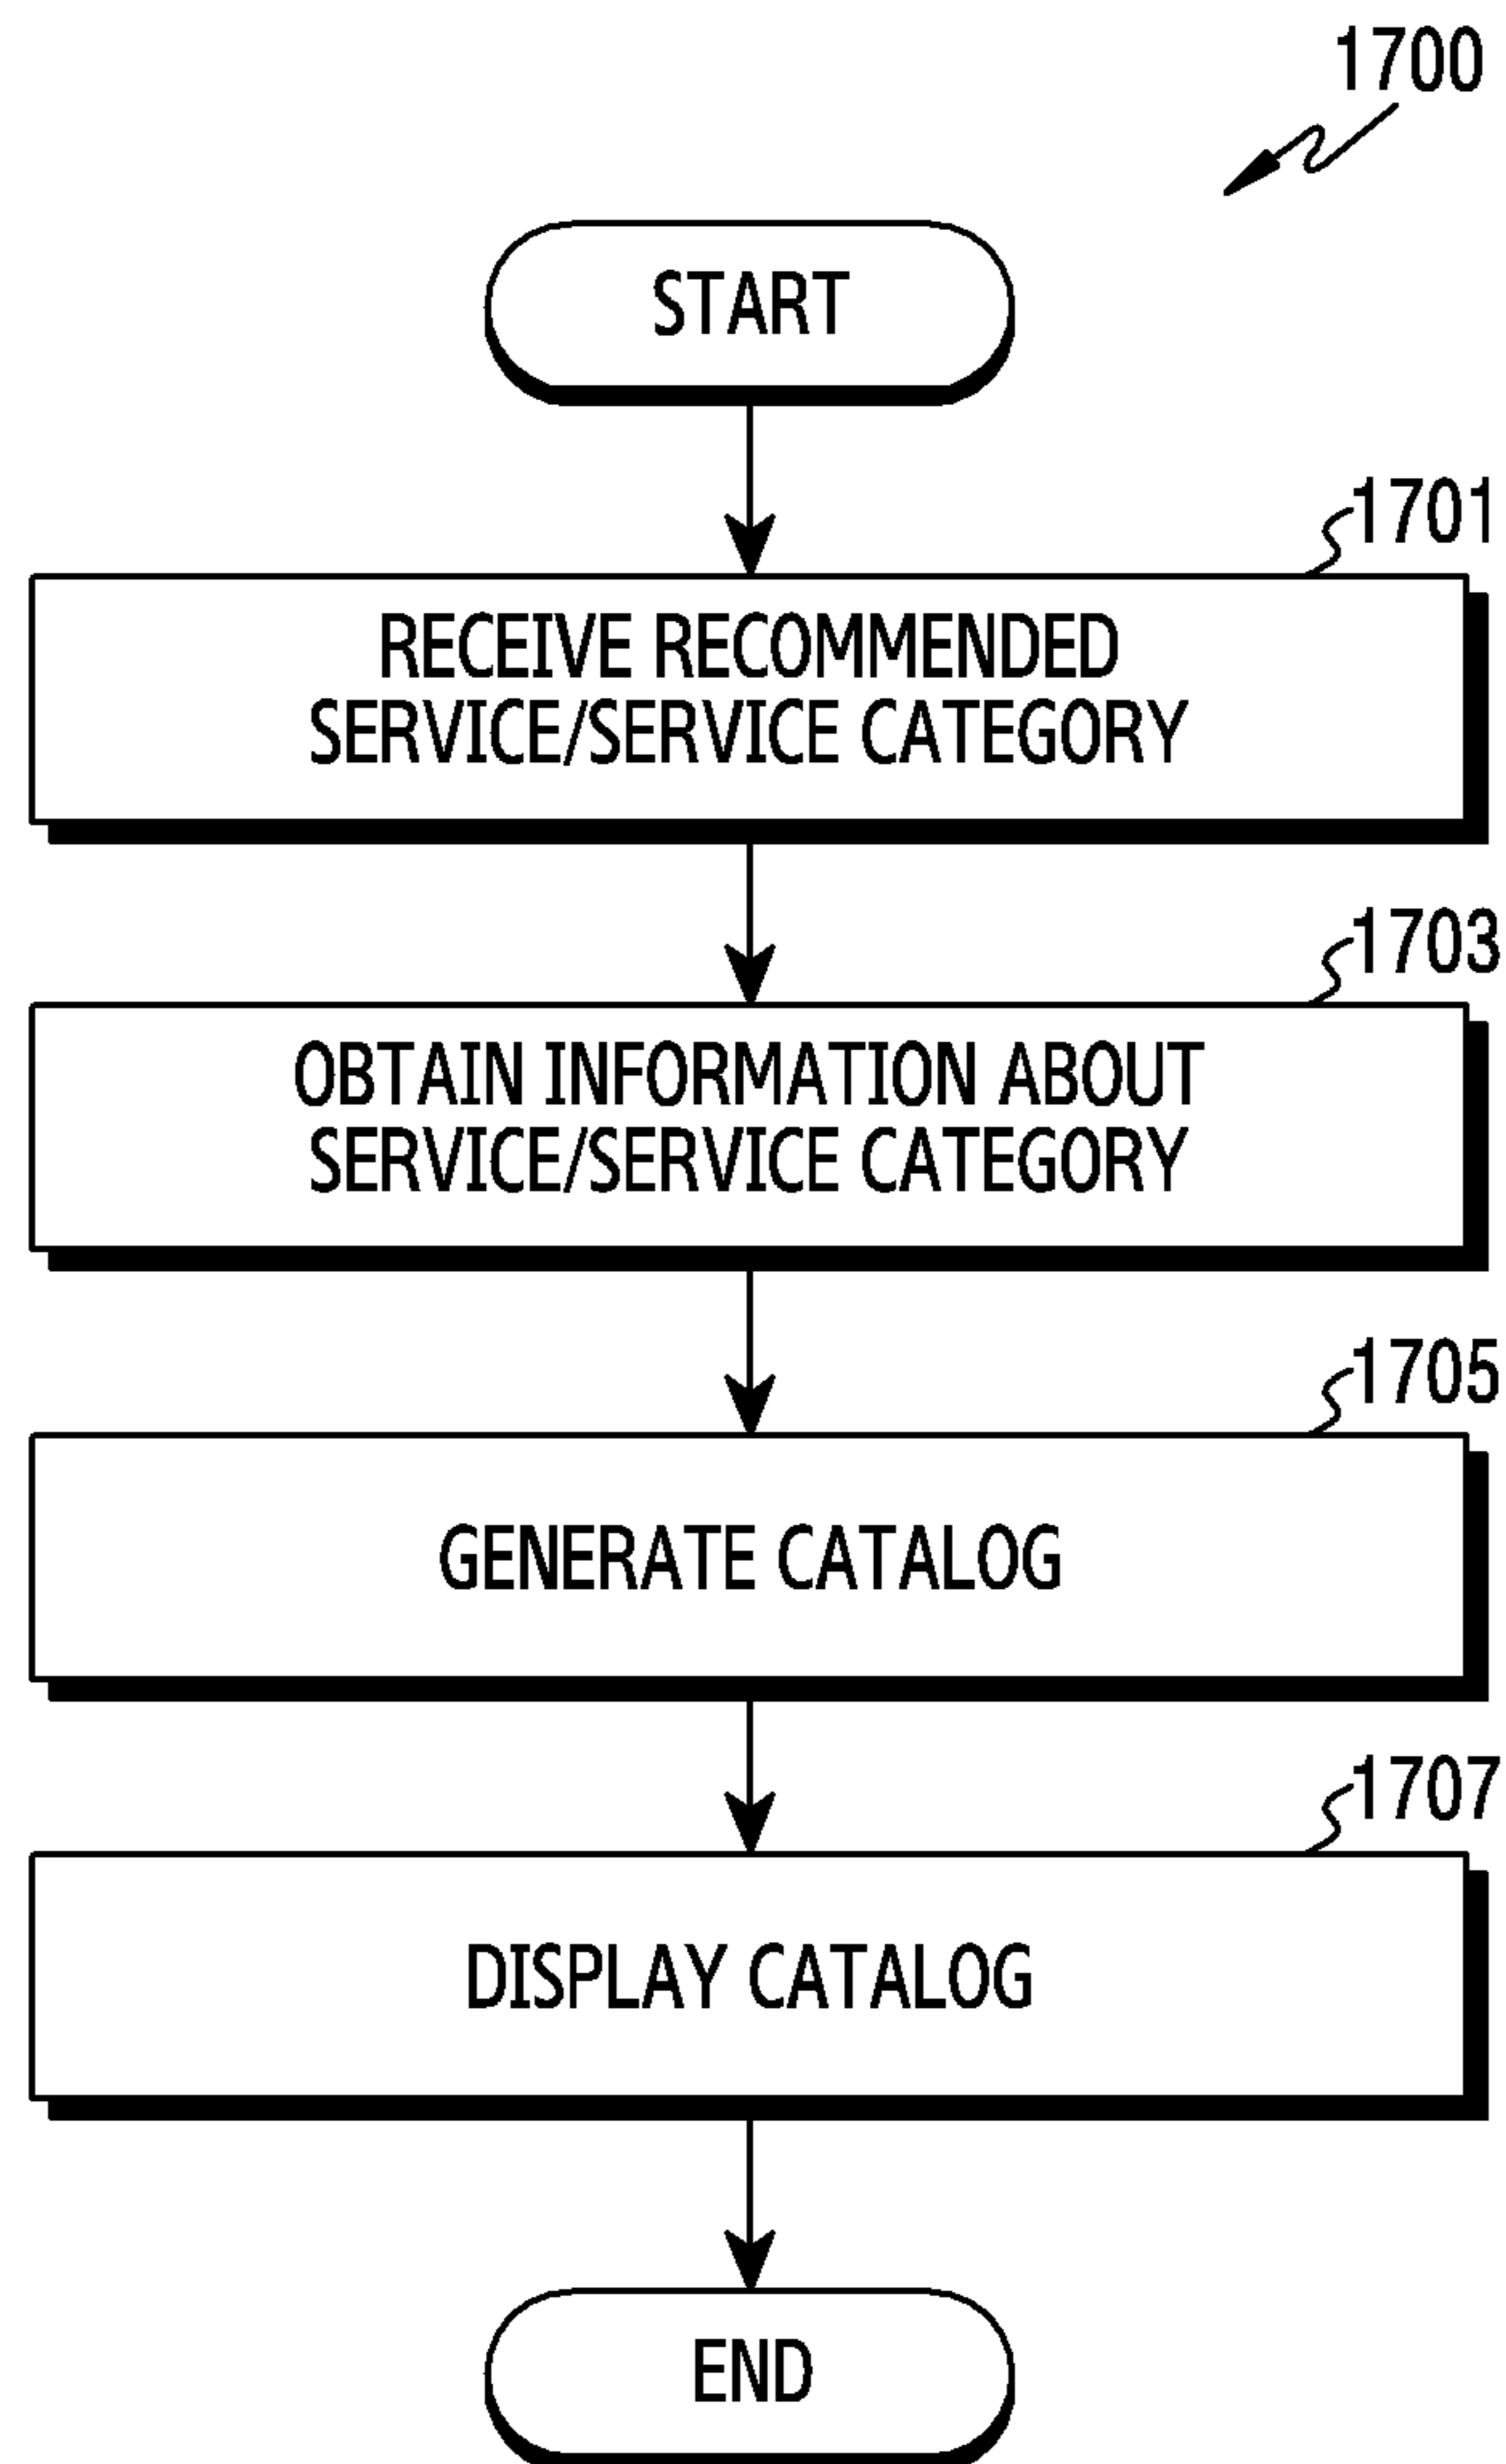 1700
START
1701
RECEIVE RECOMMENDED
SERVICE/SERVICE CATEGORY
1703
OBTAIN INFORMATION ABOUT
SERVICE/SERVICE CATEGORY
1705
GENERATE CATALOG
1707
DISPLAY CATALOG
END